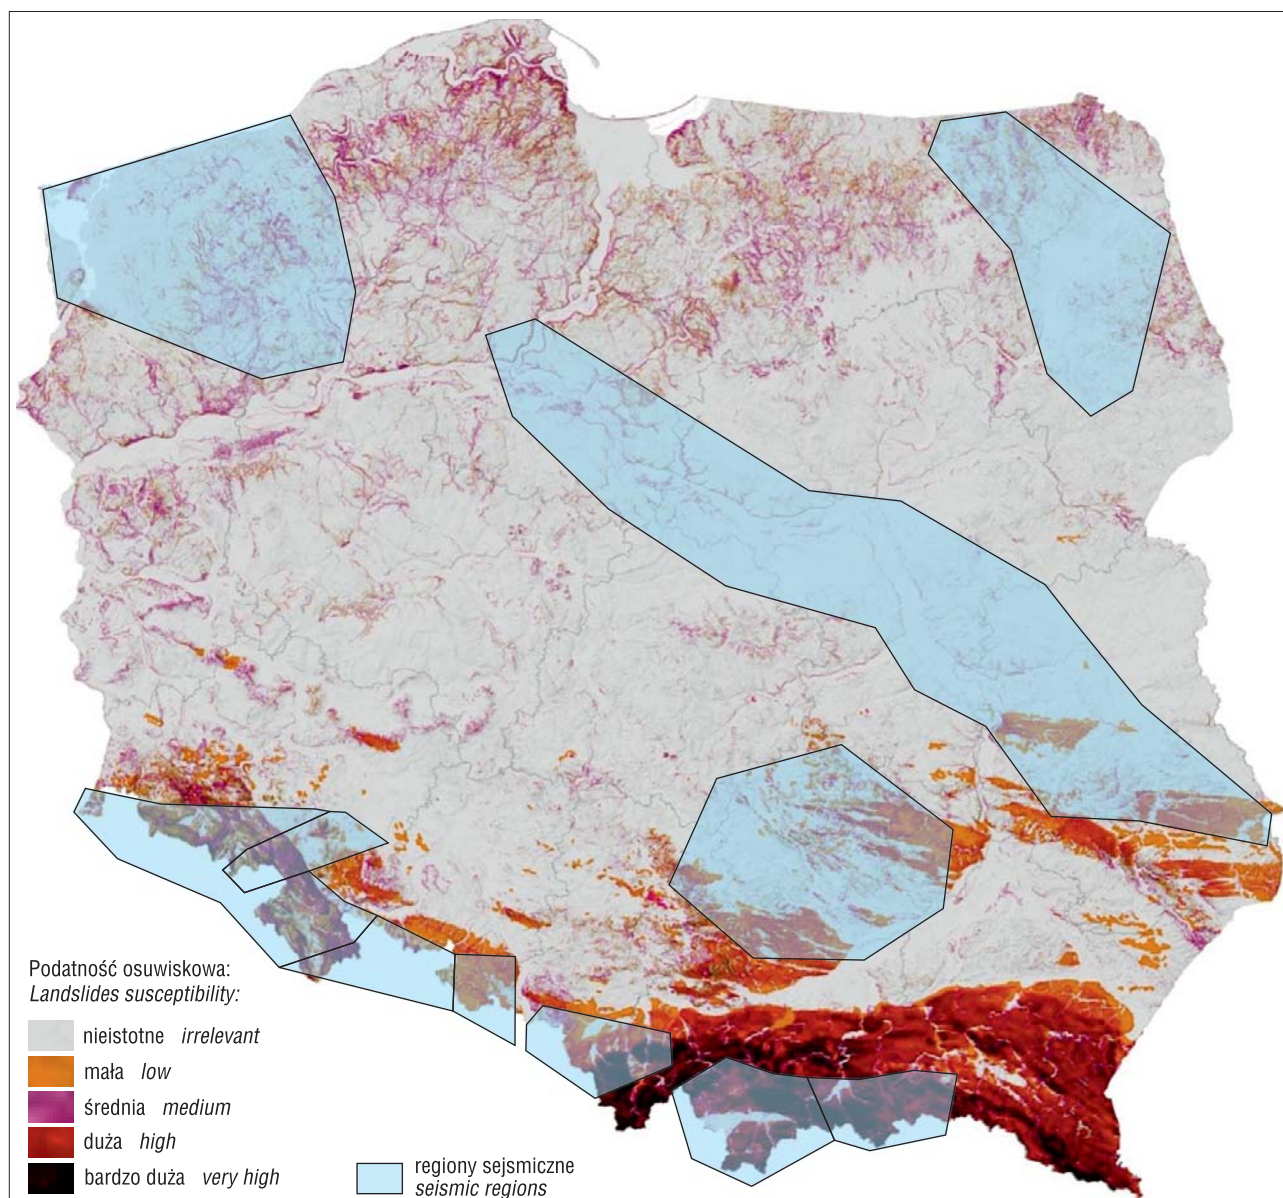 Podatność osuwiskowa:
Landslides susceptibility:
nieistotne irrelevant
mała low
średnia medium
duża high
bardzo duża very high
regiony sejsmiczne
seismic regions